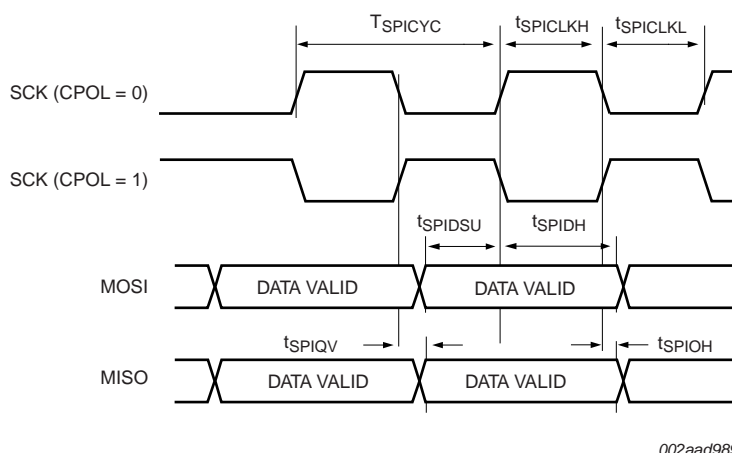 TSPICYC tSPICLKH tSPICLKL
SCK (CPOL = 0)
SCK (CPOL = 1)
tSPIDSU tSPIDH
MOSI DATA VALID DATA VALID
tSPIQV tSPIOH
MISO DATA VALID DATA VALID
002aad989